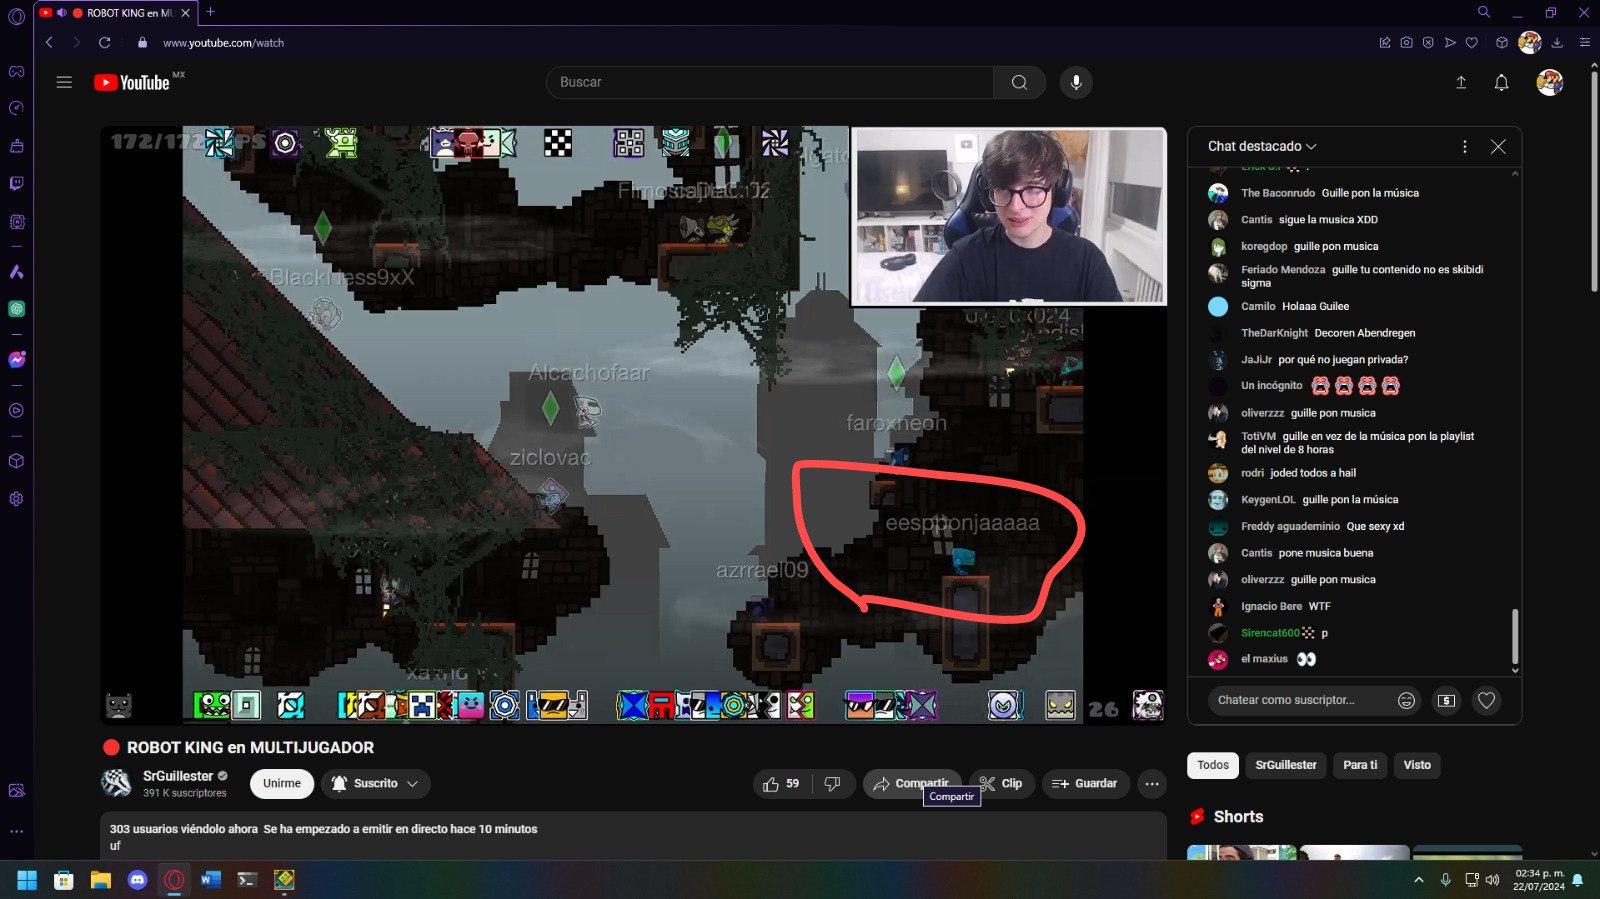 ROBOT KING en MU
www.youtube.com/watch
YouTube MX
Buscar
172/172 FPS
BlackNess9xX
Alcachofaar
ziclovac
faroxneon
eespponjaaaaa
azrrael09
26
Chat destacado
The Baconrudo Guille pon la música
Cantis sigue la musica XDD
koregdop guille pon musica
Feriado Mendoza guille tu contenido no es skibidi
sigma
Camilo Holaaa Guilee
TheDarKnight Decoren Abendregen
JaJiJr por qué no juegan privada?
Un incógnito
oliverzzz guille pon musica
TotiVM guille en vez de la música pon la playlist
del nivel de 8 horas
rodri joded todos a hail
KeygenLOL guille pon la música
Freddy aguademinio Que sexy xd
Cantis pone musica buena
oliverzzz guille pon musica
Ignacio Bere WTF
Sirencat600 p
el maxius 👀
Chatear como suscriptor...
ROBOT KING en MULTIJUGADOR
SrGuillester
391 K suscriptores
Unirme
Suscrito
59
Compartir
Clip
Guardar
Compartir
303 usuarios viéndolo ahora Se ha empezado a emitir en directo hace 10 minutos
uf
Todos
SrGuillester
Para ti
Visto
Shorts
02:34 p. m.
22/07/2024